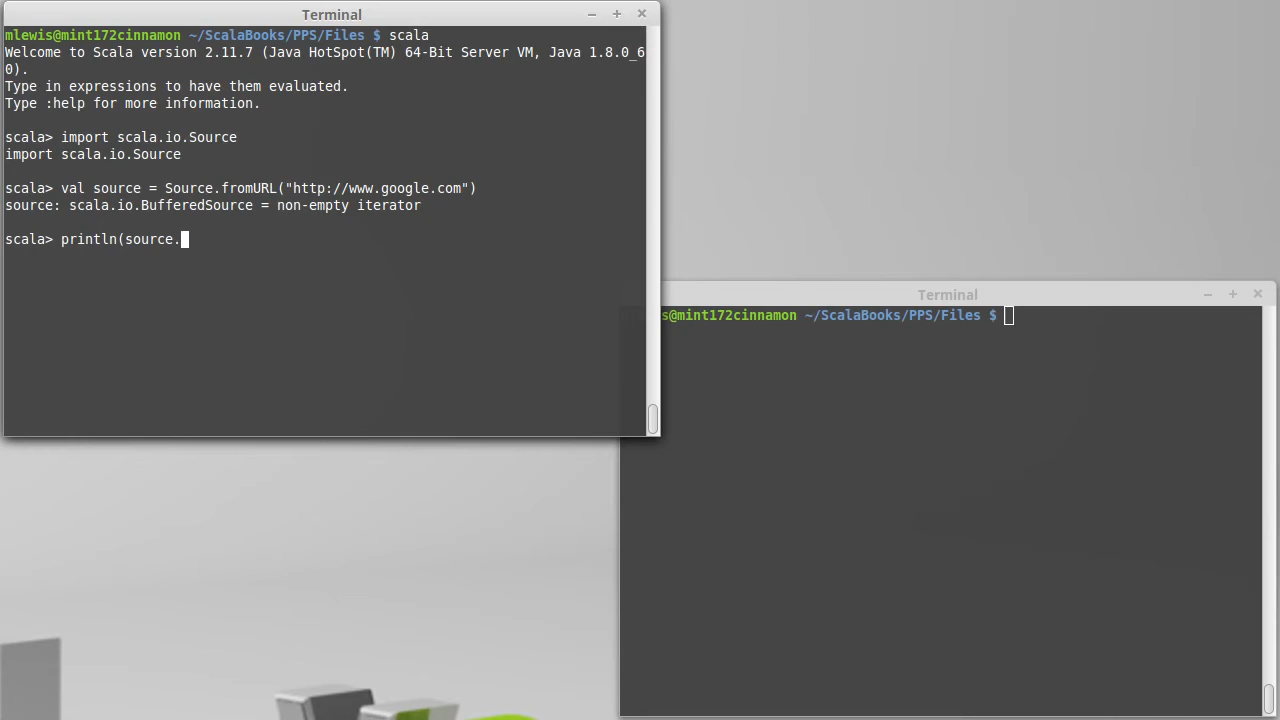 Terminal
mlewis@mint172cinnamon ~/ScalaBooks/PPS/Files $ scala
Welcome to Scala version 2.11.7 (Java HotSpot(TM) 64-Bit Server VM, Java 1.8.0_6
0).
Type in expressions to have them evaluated.
Type :help for more information.
scala> import scala.io.Source
import scala.io.Source
scala> val source = Source.fromURL("http://www.google.com")
source: scala.io.BufferedSource = non-empty iterator
scala> println(source.
Terminal
s@mint172cinnamon ~/ScalaBooks/PPS/Files $